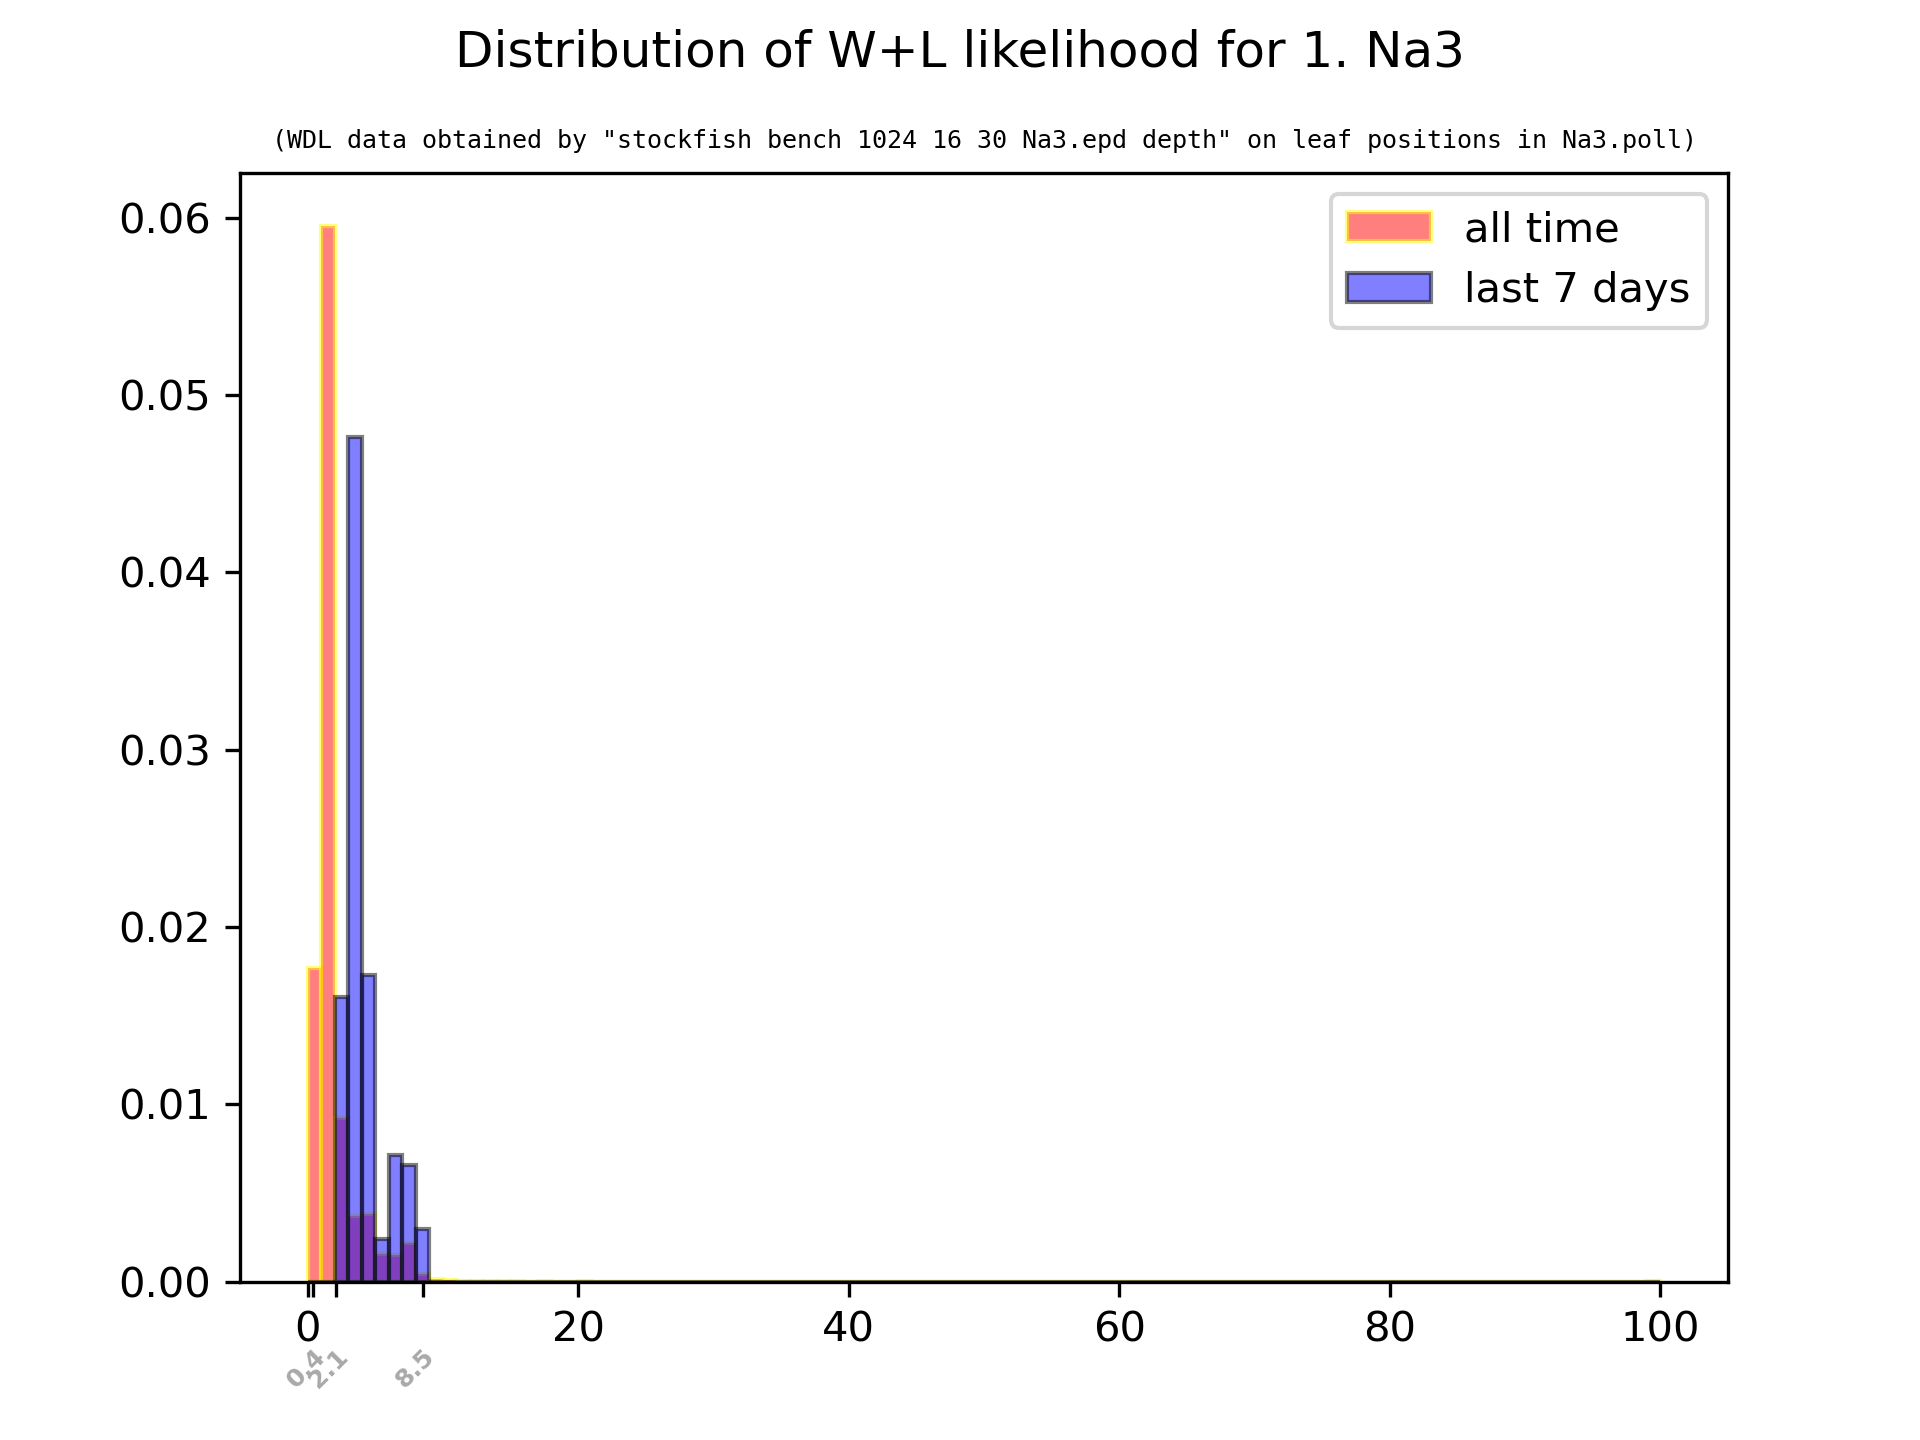 Distribution of W+L likelihood for 1. Na3
(WDL data obtained by "stockfish bench 1024 16 30 Na3.epd depth" on leaf positions in Na3.poll)
all time
last 7 days
0.06
0.05
0.04
0.03
0.02
0.01
0.00
0 20 40 60 80 100
0.4 2.1 8.5